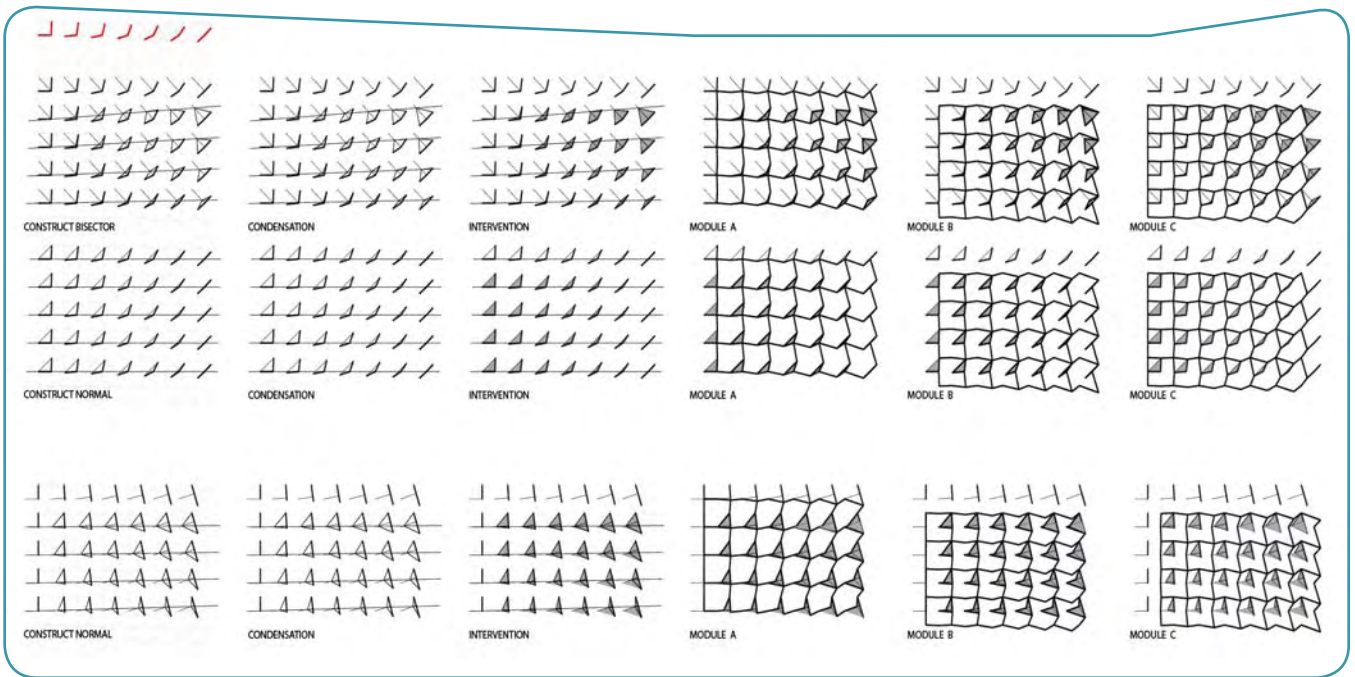 CONSTRUCT BISECTOR
CONDENSATION
INTERVENTION
MODULE A
MODULE B
MODULE C
CONSTRUCT NORMAL
CONDENSATION
INTERVENTION
MODULE A
MODULE B
MODULE C
CONSTRUCT NORMAL
CONDENSATION
INTERVENTION
MODULE A
MODULE B
MODULE C